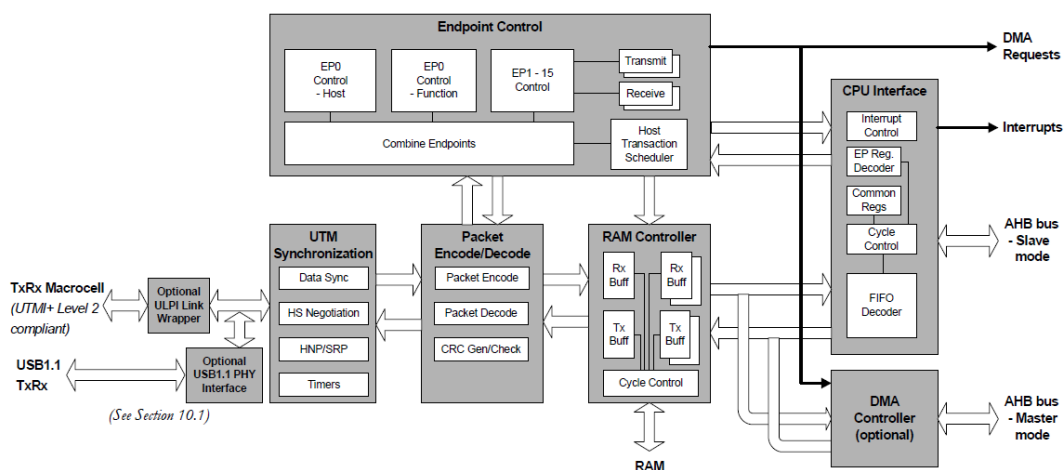 Endpoint Control
EP0
Control
- Host
EP0
Control
- Function
EP1 - 15
Control
Transmit
Receive
Combine Endpoints
Host
Transaction
Scheduler
DMA
Requests
CPU Interface
Interrupt
Control
EP Reg.
Decoder
Common
Regs
Cycle
Control
FIFO
Decoder
Interrupts
AHB bus
- Slave
mode
UTM
Synchronization
Data Sync
HS Negotiation
HNP/SRP
Timers
Packet
Encode/Decode
Packet Encode
Packet Decode
CRC Gen/Check
RAM Controller
Rx
Buff
Rx
Buff
Tx
Buff
Tx
Buff
Cycle Control
RAM
TxRx Macrocell
(UTMI+ Level 2
compliant)
Optional
ULPI Link
Wrapper
USB1.1
TxRx
Optional
USB1.1 PHY
Interface
(See Section 10.1)
DMA
Controller
(optional)
AHB bus
- Master
mode